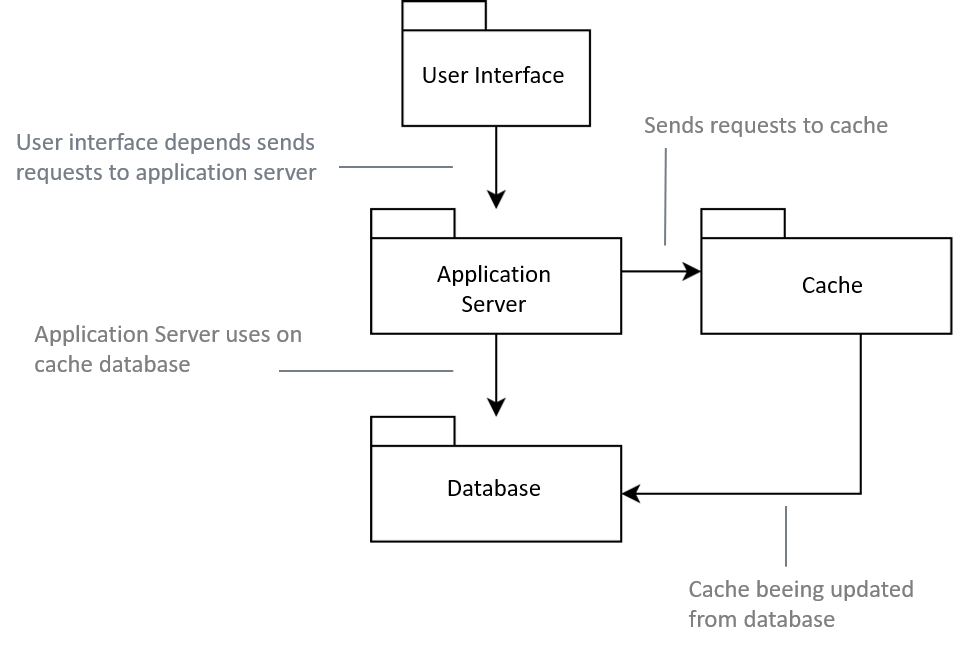 User Interface
User interface depends sends
requests to application server
Sends requests to cache
Application
Server
Cache
Application Server uses on
cache database
Database
Cache beeing updated
from database